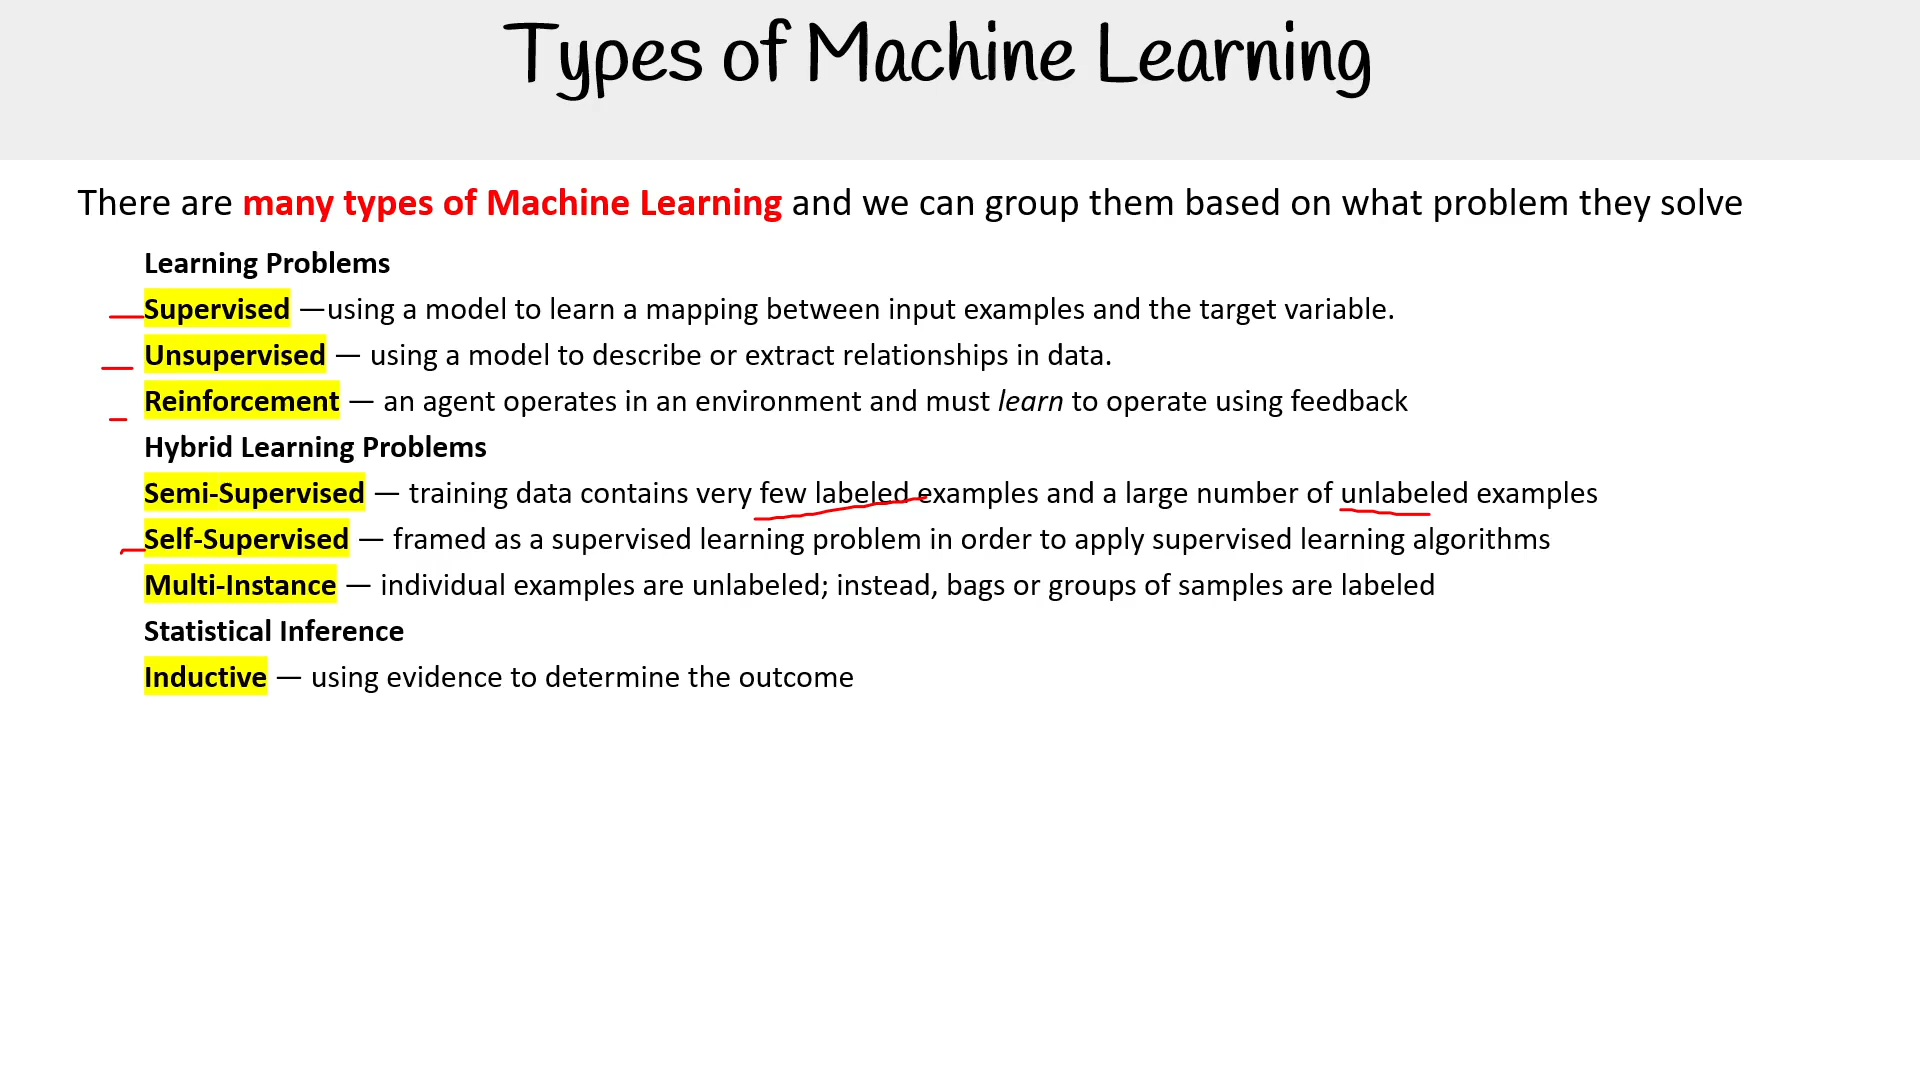 Types of Machine Learning
There are many types of Machine Learning and we can group them based on what problem they solve
Learning Problems
Supervised —using a model to learn a mapping between input examples and the target variable.
Unsupervised — using a model to describe or extract relationships in data.
Reinforcement — an agent operates in an environment and must learn to operate using feedback
Hybrid Learning Problems
Semi-Supervised — training data contains very few labeled examples and a large number of unlabeled examples
Self-Supervised — framed as a supervised learning problem in order to apply supervised learning algorithms
Multi-Instance — individual examples are unlabeled; instead, bags or groups of samples are labeled
Statistical Inference
Inductive — using evidence to determine the outcome